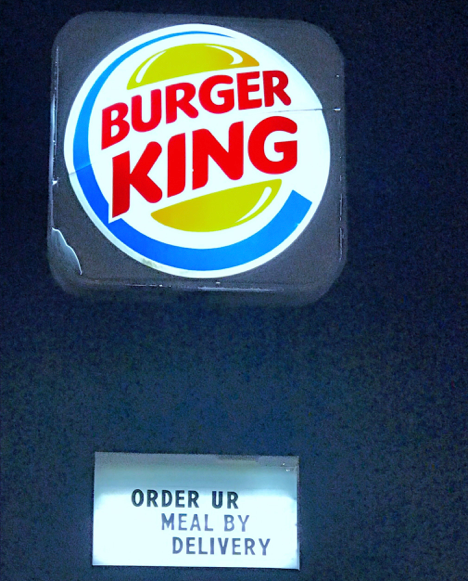 BURGER
KING
ORDER UR
MEAL BY
DELIVERY